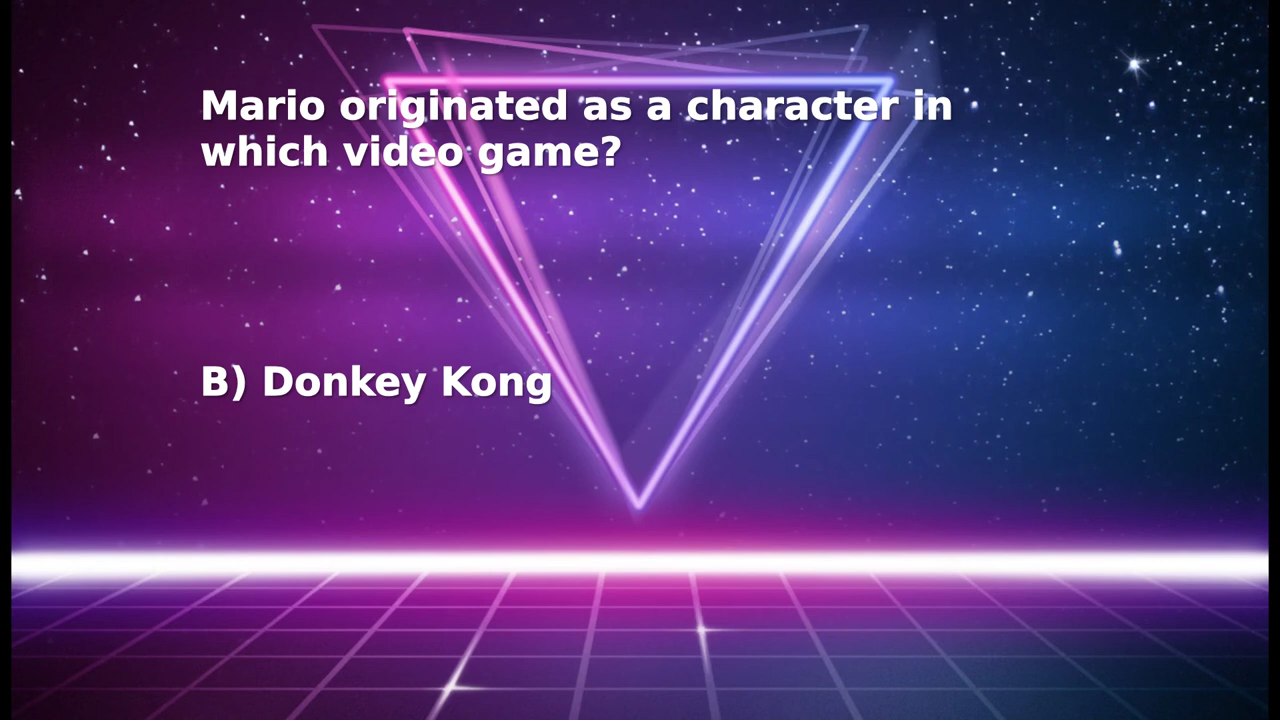 Mario originated as a character in
which video game?
B) Donkey Kong